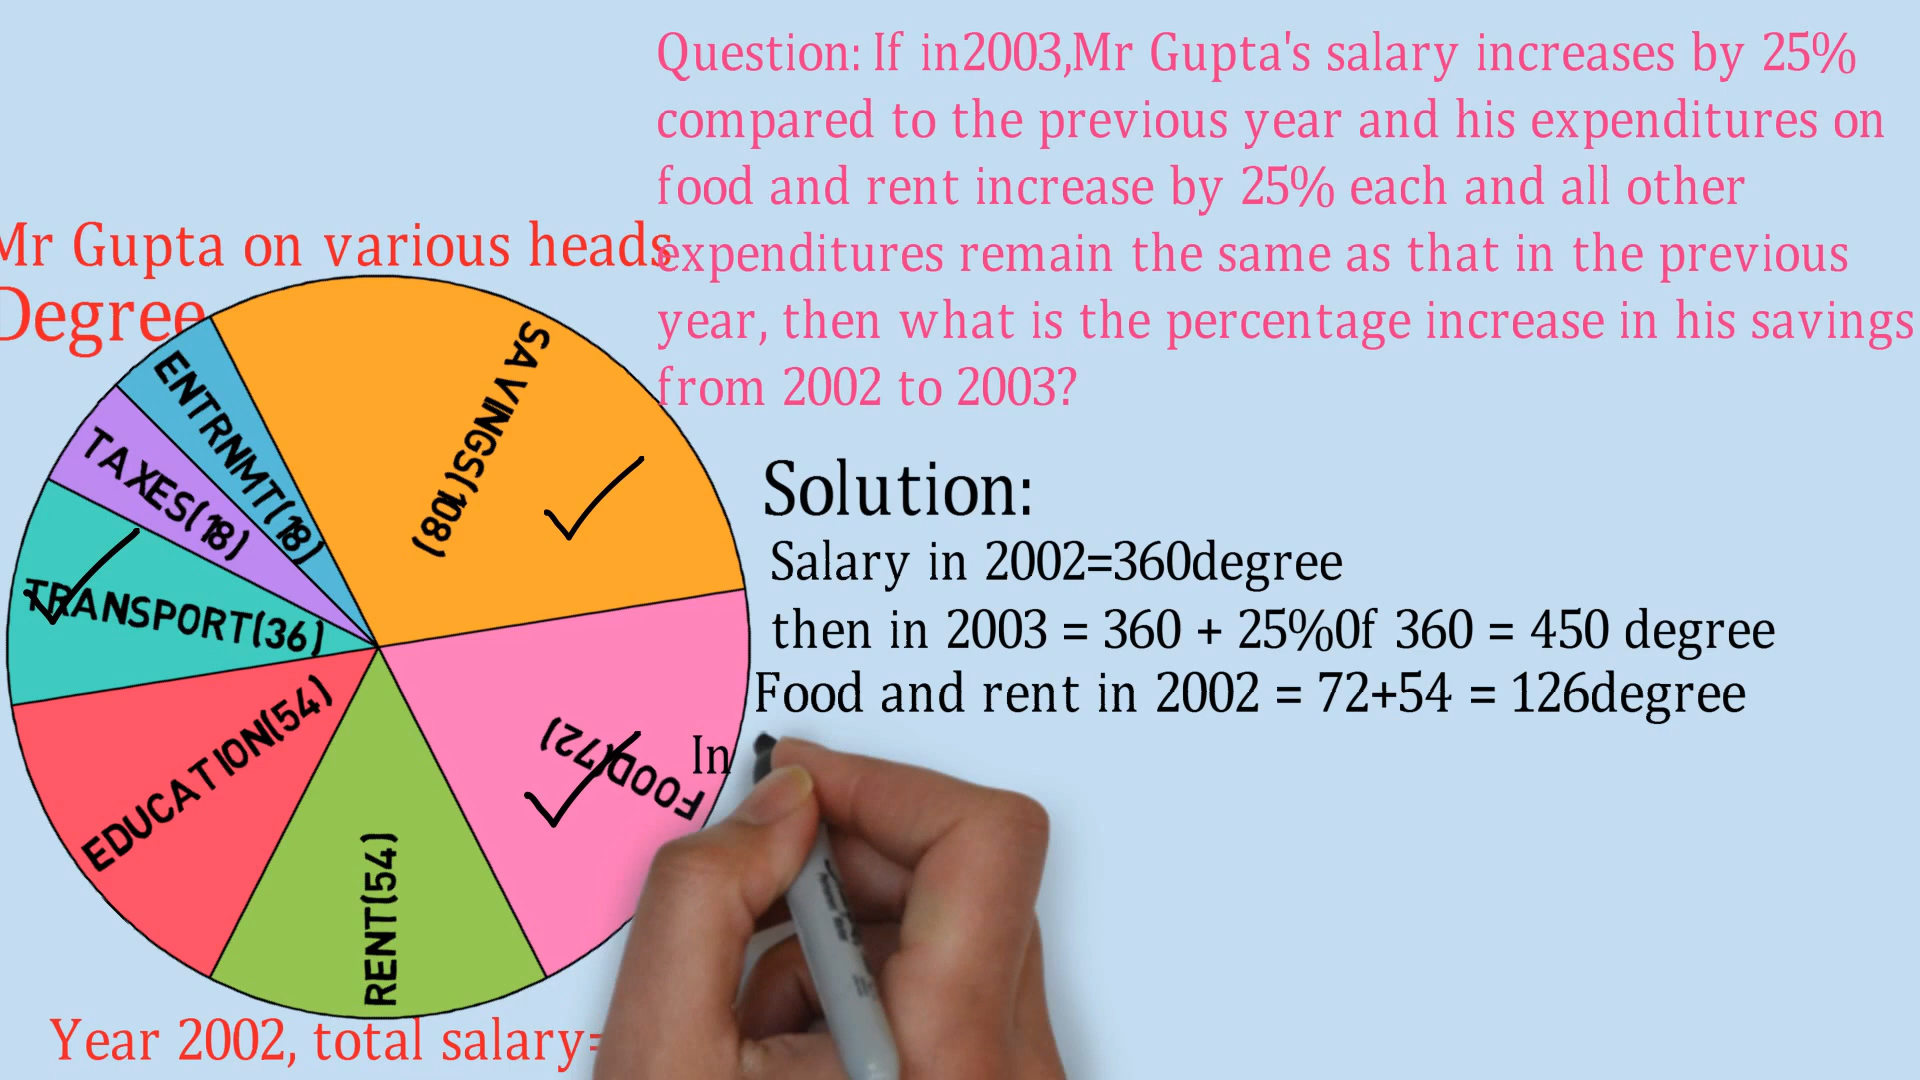 Question: If in2003,Mr Gupta's salary increases by 25%
compared to the previous year and his expenditures on
food and rent increase by 25% each and all other
expenditures remain the same as that in the previous
year, then what is the percentage increase in his savings
from 2002 to 2003?
Mr Gupta on various heads
Degree
SAVINGS(108)
ENTRNMT(18)
TAXES(18)
TRANSPORT(36)
EDUCATION(54)
RENT(54)
FOOD(72)
Solution:
Salary in 2002=360degree
then in 2003 = 360 + 25%0f 360 = 450 degree
Food and rent in 2002 = 72+54 = 126degree
In
Year 2002, total salary=